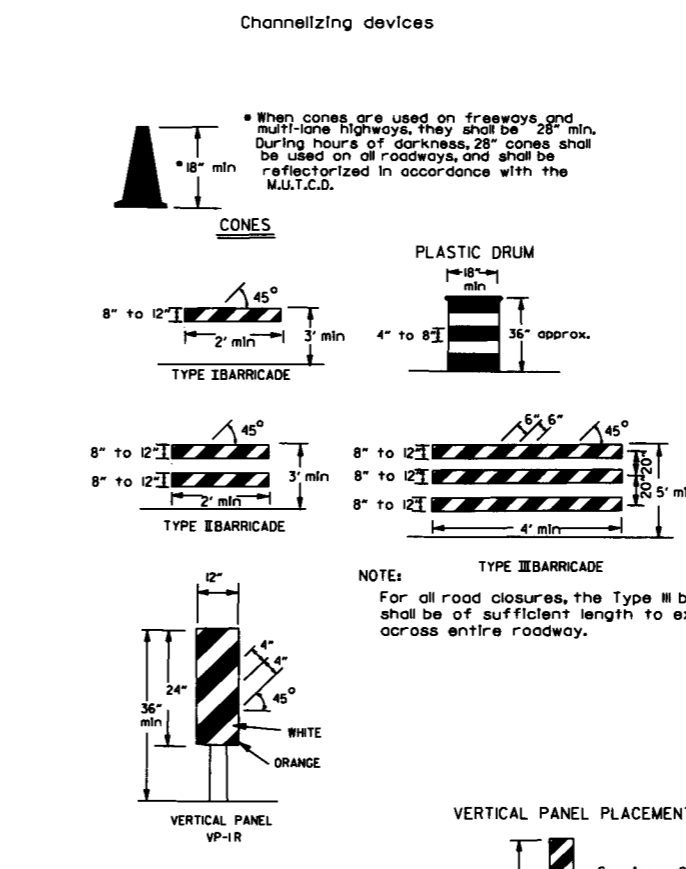 Channelizing devices
• When cones are used on freeways and
multi-lane highways, they shall be 28" min.
During hours of darkness, 28" cones shall
be used on all roadways, and shall be
reflectorized in accordance with the
M.U.T.C.D.
•18" min
CONES
PLASTIC DRUM
18"
min
4" to 8"
36" approx.
45°
8" to 12"
2' min
3' min
TYPE I BARRICADE
45°
8" to 12"
8" to 12"
2' min
3' min
TYPE II BARRICADE
6" 6"
45°
8" to 12"
8" to 12"
8" to 12"
20"
20"
5' mi
4' min
TYPE III BARRICADE
NOTE:
For all road closures, the Type III b
shall be of sufficient length to ex
across entire roadway.
12"
4"
4"
45°
24"
36"
min
WHITE
ORANGE
VERTICAL PANEL
VP-1R
VERTICAL PANEL PLACEMENT